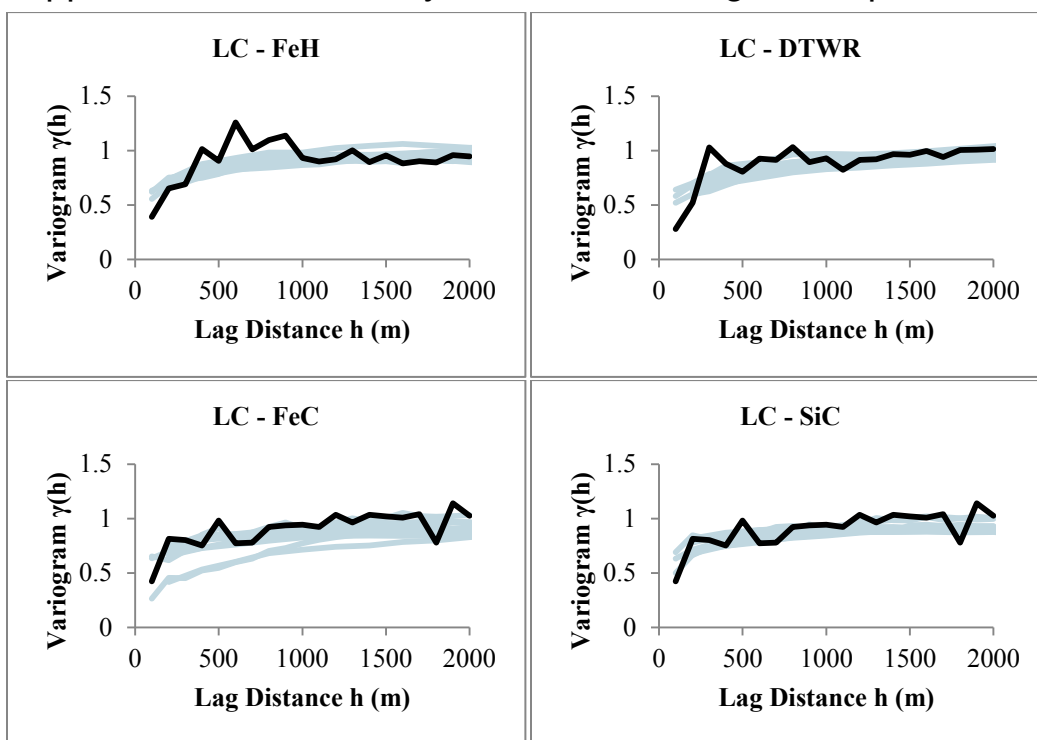 LC - FeH
Variogram γ(h)
1.5
1
0.5
0
0 500 1000 1500 2000
Lag Distance h (m)
LC - DTWR
Variogram γ(h)
1.5
1
0.5
0
0 500 1000 1500 2000
Lag Distance h (m)
LC - FeC
Variogram γ(h)
1.5
1
0.5
0
0 500 1000 1500 2000
Lag Distance h (m)
LC - SiC
Variogram γ(h)
1.5
1
0.5
0
0 500 1000 1500 2000
Lag Distance h (m)